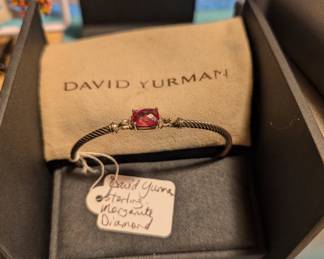 DAVID YURMAN
David Yurman
sterling
Morganite
Diamond